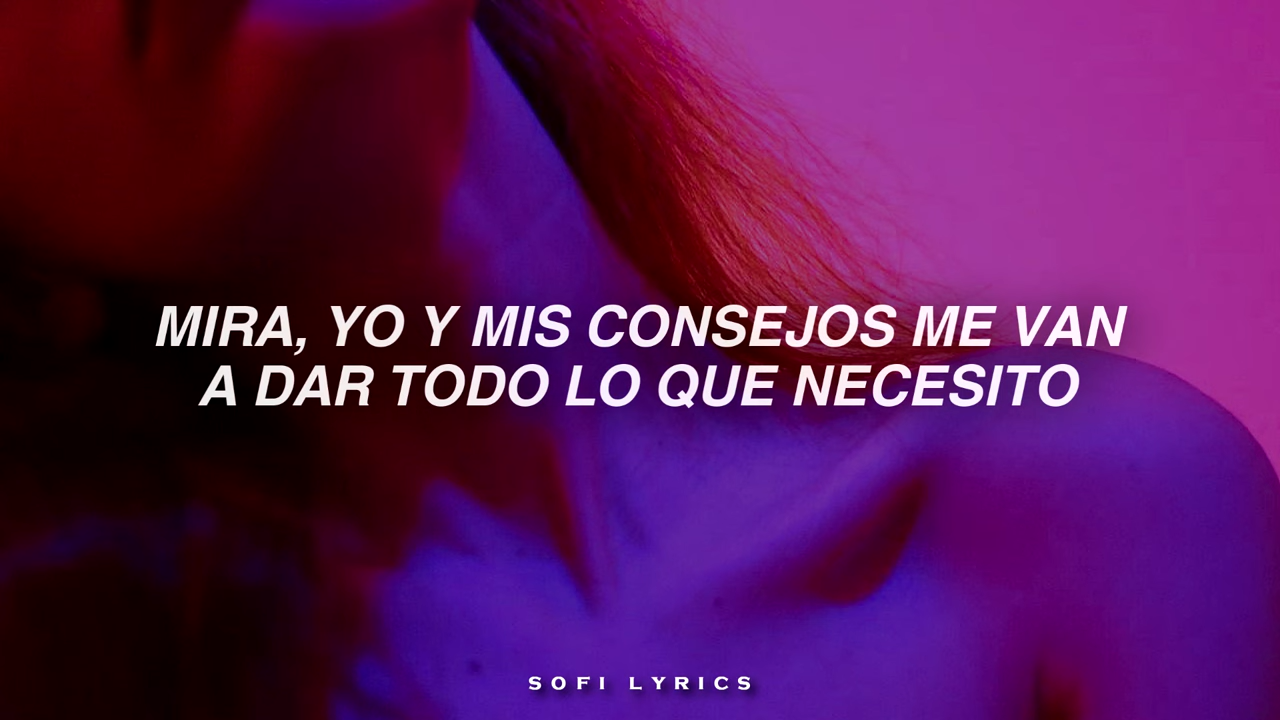 MIRA, YO Y MIS CONSEJOS ME VAN
A DAR TODO LO QUE NECESITO
SOFI LYRICS